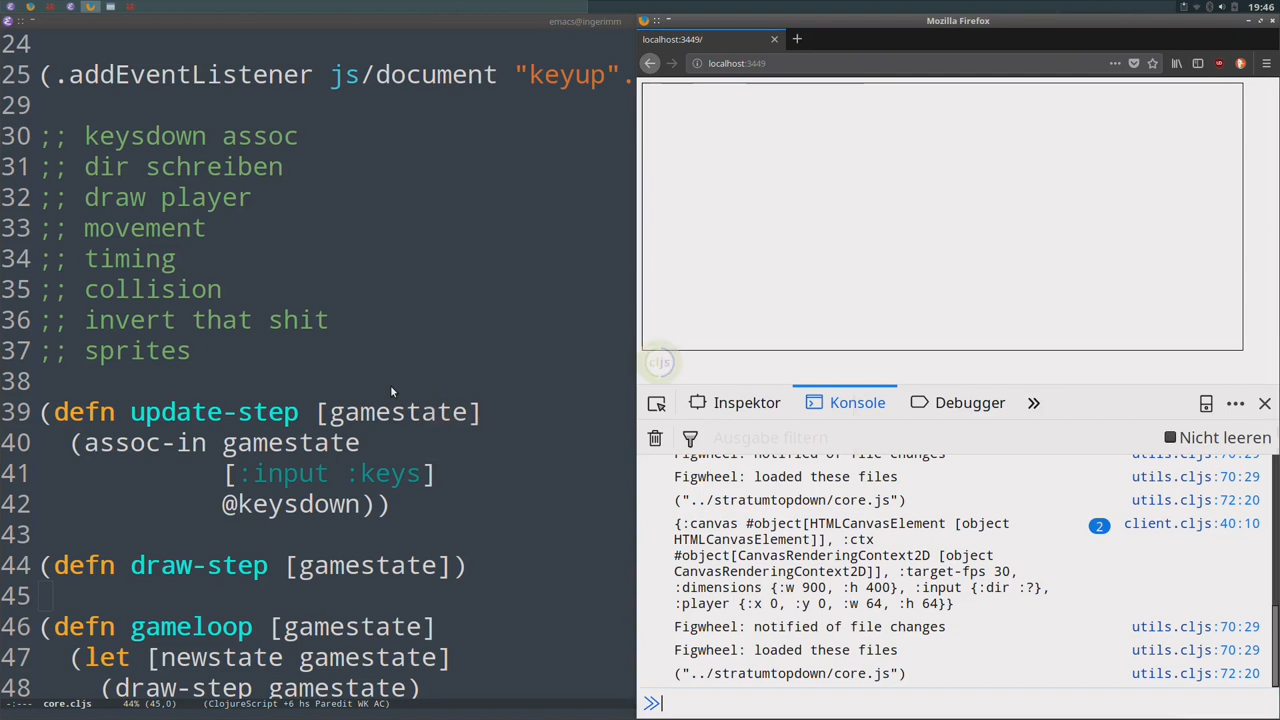 19:46
emacs@ingerimm
24
25 (.addEventListener js/document "keyup".
29
30 ;; keysdown assoc
31 ;; dir schreiben
32 ;; draw player
33 ;; movement
34 ;; timing
35 ;; collision
36 ;; invert that shit
37 ;; sprites
38
39 (defn update-step [gamestate]
40 (assoc-in gamestate
41 [:input :keys]
42 @keysdown))
43
44 (defn draw-step [gamestate])
45
46 (defn gameloop [gamestate]
47 (let [newstate gamestate]
48 (draw-step gamestate)
-:--- core.cljs 44% (45,0) (ClojureScript +6 hs Paredit WK AC)
Mozilla Firefox
localhost:3449/
localhost:3449
cljs
Inspektor Konsole Debugger
Ausgabe filtern Nicht leeren
Figwheel: notified of file changes utils.cljs:70:29
Figwheel: loaded these files utils.cljs:70:29
("../stratumtopdown/core.js") utils.cljs:72:20
{:canvas #object[HTMLCanvasElement [object 2 client.cljs:40:10
HTMLCanvasElement]], :ctx
#object[CanvasRenderingContext2D [object
CanvasRenderingContext2D]], :target-fps 30,
:dimensions {:w 900, :h 400}, :input {:dir :?},
:player {:x 0, :y 0, :w 64, :h 64}}
Figwheel: notified of file changes utils.cljs:70:29
Figwheel: loaded these files utils.cljs:70:29
("../stratumtopdown/core.js") utils.cljs:72:20